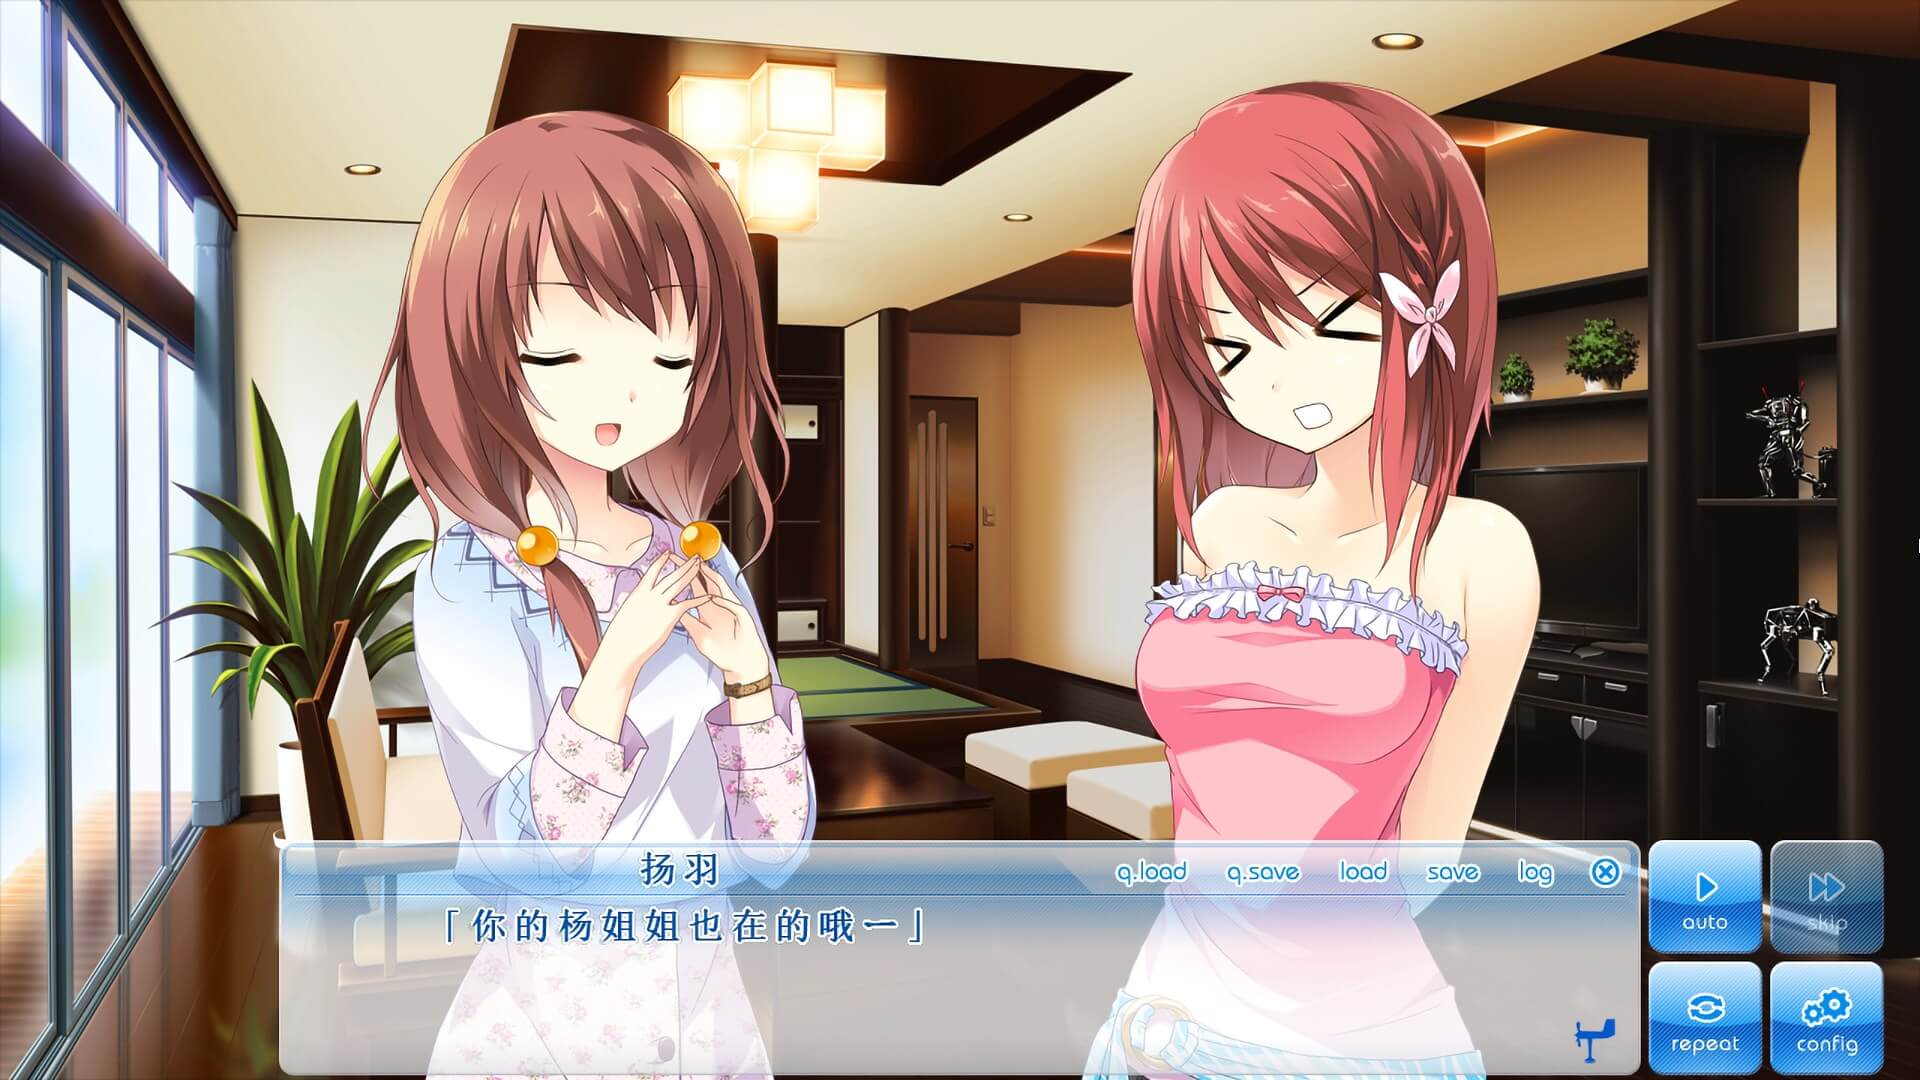 扬羽
q.load q.save load save log
「你的杨姐姐也在的哦一」
auto
skip
repeat
config